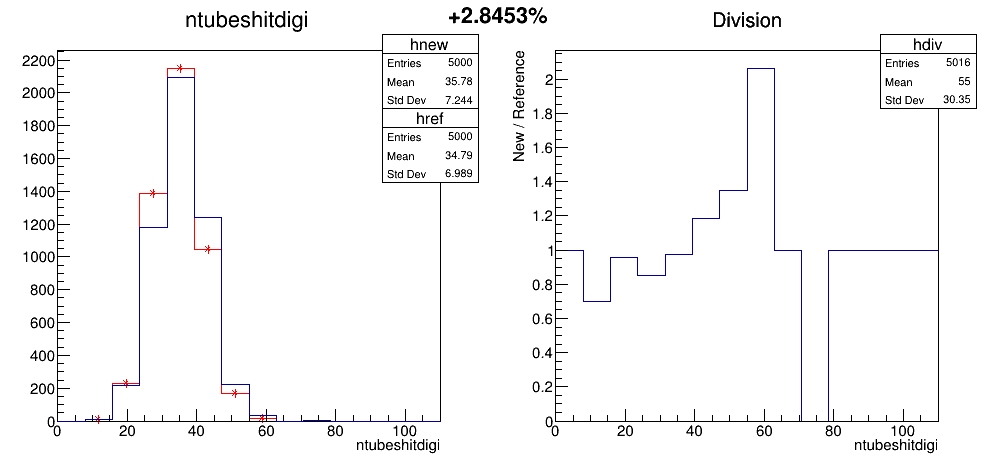 +2.8453%
ntubeshitdigi
hnew
Entries 5000
Mean 35.78
Std Dev 7.244
href
Entries 5000
Mean 34.79
Std Dev 6.989
2200
2000
1800
1600
1400
1200
1000
800
600
400
200
0
0 20 40 60 80 100
ntubeshitdigi
Division
hdiv
Entries 5016
Mean 55
Std Dev 30.35
New / Reference
2
1.8
1.6
1.4
1.2
1
0.8
0.6
0.4
0.2
0
0 20 40 60 80 100
ntubeshitdigi